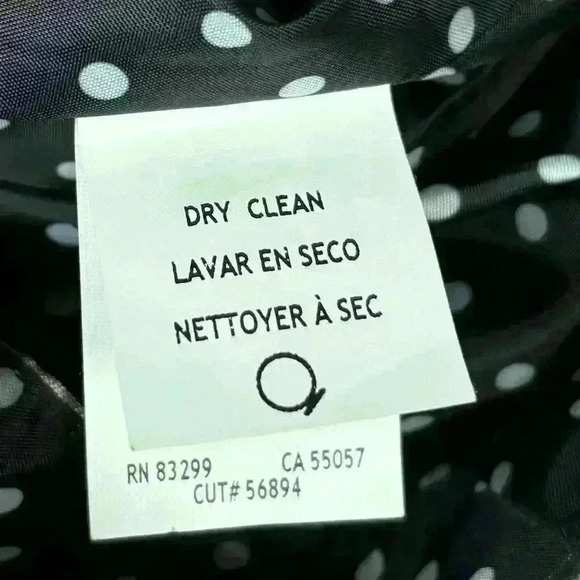 DRY CLEAN
LAVAR EN SECO
NETTOYER À SEC
RN 83299 CA 55057
CUT# 56894